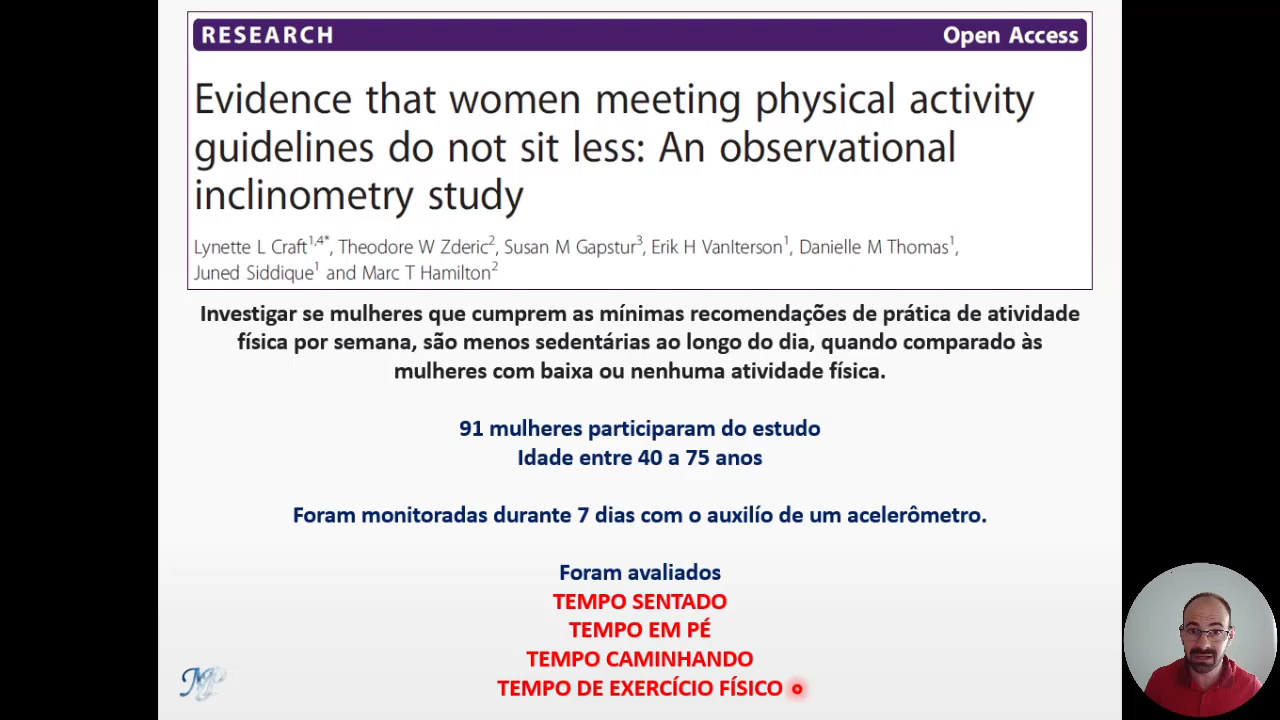 RESEARCH Open Access
Evidence that women meeting physical activity
guidelines do not sit less: An observational
inclinometry study
Lynette L Craft1,4*, Theodore W Zderic2, Susan M Gapstur3, Erik H VanIterson1, Danielle M Thomas1,
Juned Siddique1 and Marc T Hamilton2
Investigar se mulheres que cumprem as mínimas recomendações de prática de atividade
física por semana, são menos sedentárias ao longo do dia, quando comparado às
mulheres com baixa ou nenhuma atividade física.
91 mulheres participaram do estudo
Idade entre 40 a 75 anos
Foram monitoradas durante 7 dias com o auxilío de um acelerômetro.
Foram avaliados
TEMPO SENTADO
TEMPO EM PÉ
TEMPO CAMINHANDO
TEMPO DE EXERCÍCIO FÍSICO